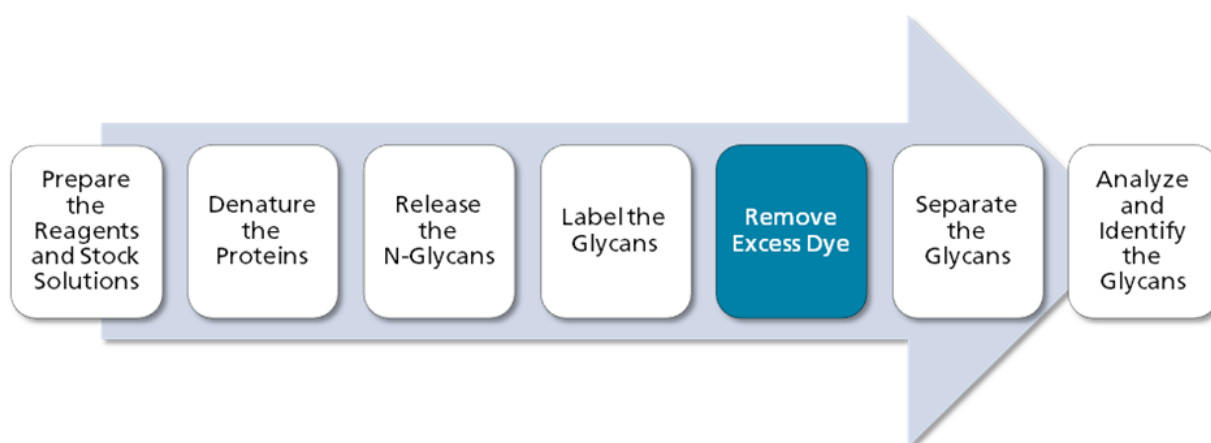 Prepare
the
Reagents
and Stock
Solutions
Denature
the
Proteins
Release
the
N-Glycans
Label the
Glycans
Remove
Excess Dye
Separate
the
Glycans
Analyze
and
Identify
the
Glycans